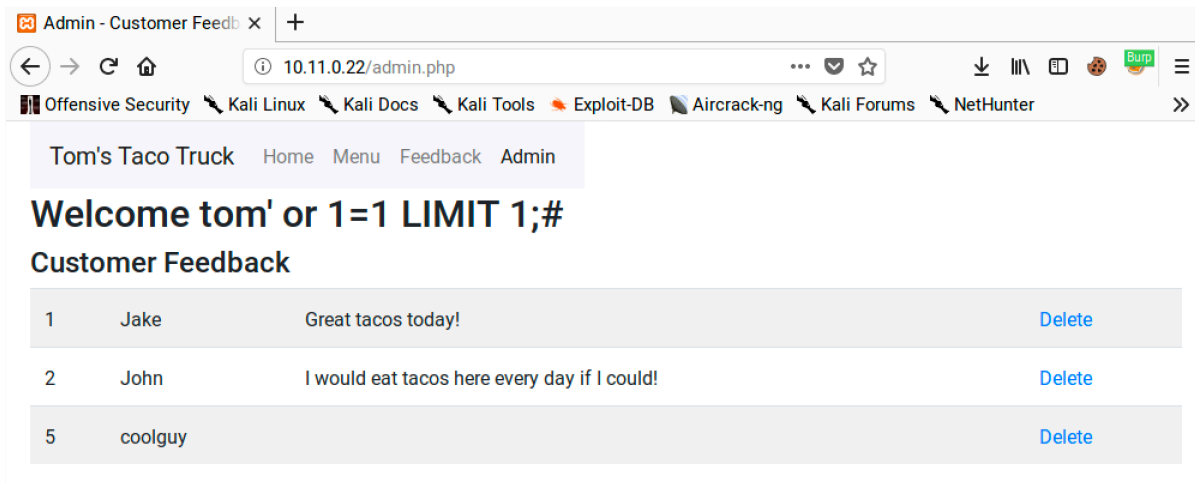 Admin - Customer Feedb
10.11.0.22/admin.php
Burp
Offensive Security Kali Linux Kali Docs Kali Tools Exploit-DB Aircrack-ng Kali Forums NetHunter
Tom's Taco Truck Home Menu Feedback Admin
Welcome tom' or 1=1 LIMIT 1;#
Customer Feedback
1 Jake Great tacos today! Delete
2 John I would eat tacos here every day if I could! Delete
5 coolguy Delete